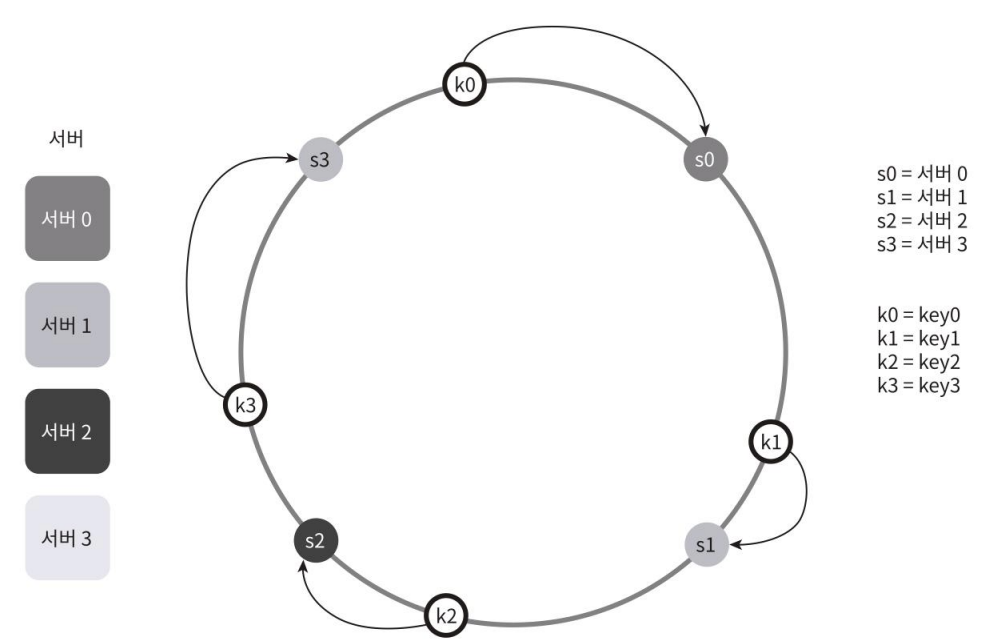 서버
서버 0
서버 1
서버 2
서버 3
k0
s0
s3
k3
k1
s2
s1
k2
s0 = 서버 0
s1 = 서버 1
s2 = 서버 2
s3 = 서버 3
k0 = key0
k1 = key1
k2 = key2
k3 = key3